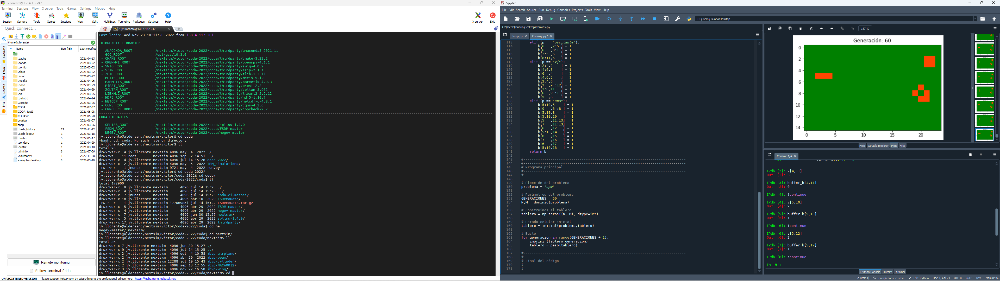 jv.llorente@138.4.112.242
Terminal Sessions View X server Tools Games Settings Macros Help
Session Servers Tools Games Sessions View Split MultiExec Tunneling Packages Settings Help X server Exit
Quick connect...
2. jv.llorente@138.4.112.242
/home/jv.llorente/
Name Size (KB) Last modified
..
.cache 2021-04-13
.conda 2021-03-22
.config 2022-03-02
.dbus 2021-03-22
.local 2021-03-22
.mozilla 2021-04-06
.nano 2022-04-29
.nedit 2021-04-29
.pki 2021-03-25
.pylint.d 2021-04-14
.vscode 2021-03-25
CODA 2021-07-07
CODA_test3 2021-06-08
CODAv2 2021-05-28
prueba 2021-06-07
snap 2021-03-26
.bash_history 27 2022-11-22
.bash_logout 1 2021-03-18
.bashrc 5 2022-05-17
.condarc 1 2022-04-29
.profile 1 2021-03-18
.viminfo 6 2021-07-06
.Xauthority 1 2022-11-28
examples.desktop 8 2021-03-18
Sessions
Tools
Macros
Sftp
Remote monitoring
Follow terminal folder
UNREGISTERED VERSION - Please support MobaXterm by subscribing to the professional edition here: https://mobaxterm.mobatek.net
Last login: Wed Nov 23 10:11:20 2022 from 138.4.112.201
THIRDPARTY LIBRARIES
- ANACONDA_ROOT : /nextsim/victor/coda-2022/coda/thirdparty/anaconda3-2021.11
- GCC_ROOT : /opt/gcc/10.3.0
- CMAKE_ROOT : /nextsim/victor/coda-2022/coda/thirdparty/cmake-3.22.2
- OPENMPI_ROOT : /nextsim/victor/coda-2022/coda/thirdparty/openmpi-4.1.1
- SWIG_ROOT : /nextsim/victor/coda-2022/coda/thirdparty/swig-4.0.2
- SZIP_ROOT : /nextsim/victor/coda-2022/coda/thirdparty/szip-2.1.1
- ZLIB_ROOT : /nextsim/victor/coda-2022/coda/thirdparty/zlib-1.2.11
- METIS_ROOT : /nextsim/victor/coda-2022/coda/thirdparty/metis-5.1.0
- PARMETIS_ROOT : /nextsim/victor/coda-2022/coda/thirdparty/parmetis-4.0.3
- P4EST_ROOT : /nextsim/victor/coda-2022/coda/thirdparty/p4est-2.8
- ZOLTAN_ROOT : /nextsim/victor/coda-2022/coda/thirdparty/zoltan-3.901
- LIBXML2_ROOT : /nextsim/victor/coda-2022/coda/thirdparty/libxml2-2.9.12
- HDF5_ROOT : /nextsim/victor/coda-2022/coda/thirdparty/hdf5-1.10.7
- NETCDF_ROOT : /nextsim/victor/coda-2022/coda/thirdparty/netcdf-c-4.8.1
- CGNS_ROOT : /nextsim/victor/coda-2022/coda/thirdparty/cgns-4.3.0
- CPPCHECK_ROOT : /nextsim/victor/coda-2022/coda/thirdparty/cppcheck-2.7
CODA LIBRARIES
- SPLISS_ROOT : /nextsim/victor/coda-2022/coda/spliss-1.4.0
- FSDM_ROOT : /nextsim/victor/coda-2022/coda/FSDM-master
- NEGEV_ROOT : /nextsim/victor/coda-2022/coda/negev-master
jv.llorente@alderaan:/nextsim/victor$ cd coda
-bash: cd: coda: No such file or directory
jv.llorente@alderaan:/nextsim/victor$ ll
total 28
drwxrwsr-x 4 jv.llorente nextsim 4096 may 4 2022 ./
drwxrws--- 11 root nextsim 4096 sep 2 14:51 ../
drwxrwsr-x 4 jv.llorente nextsim 4096 jul 14 15:28 coda-2022/
drwxrwsr-x 2 jv.llorente nextsim 4096 may 5 2022 IBM_simulations/
-rw-rw-r-- 1 jnunez nextsim 9721 may 4 2022 run.py
jv.llorente@alderaan:/nextsim/victor$ cd coda-2022/
jv.llorente@alderaan:/nextsim/victor/coda-2022$ cd coda/
jv.llorente@alderaan:/nextsim/victor/coda-2022/coda$ ll
total 172960
drwxrwsr-x 9 jv.llorente nextsim 4096 jul 14 15:25 ./
drwxrwsr-x 4 jv.llorente nextsim 4096 jul 14 15:28 ../
drwxrwsr-x 7 jnunez nextsim 4096 jul 14 15:25 coda-ci-meshes/
drwxrwsr-x 18 jv.llorente nextsim 4096 abr 10 2020 FSDemoData/
-rw-r--r-- 1 jv.llorente nextsim 177069851 jul 14 15:22 FSDemoData.tar.gz
drwxrwsr-x 5 jv.llorente nextsim 4096 abr 29 2022 FSDM-master/
drwxrwsr-x 4 jv.llorente nextsim 4096 abr 29 2022 negev-master/
drwxrwsr-x 7 jv.llorente nextsim 4096 jun 30 15:27 nextsim/
drwxrwsr-x 5 jv.llorente nextsim 4096 abr 29 2022 spliss-1.4.0/
drwxrwsr-x 17 jv.llorente nextsim 4096 abr 29 2022 thirdparty/
jv.llorente@alderaan:/nextsim/victor/coda-2022/coda$ cd ne
negev-master/ nextsim/
jv.llorente@alderaan:/nextsim/victor/coda-2022/coda$ cd nextsim/
jv.llorente@alderaan:/nextsim/victor/coda-2022/coda/nextsim$ ll
total 36
drwxrwsr-x 7 jv.llorente nextsim 4096 jun 30 15:27 ./
drwxrwsr-x 9 jv.llorente nextsim 4096 jul 14 15:25 ../
drwxrwsr-x 2 jv.llorente nextsim 4096 oct 4 10:58 ibvp-airplane/
drwxrwsr-x 2 jv.llorente nextsim 4096 abr 29 2022 ibvp-beam/
drwxrwsr-x 2 jv.llorente nextsim 12288 jul 19 15:43 ibvp-cylinder/
drwxrwsr-x 2 jv.llorente nextsim 4096 sep 13 12:55 ibvp-NACA0012/
drwxrwsr-x 3 jv.llorente nextsim 4096 nov 22 16:58 ibvp-wing/
jv.llorente@alderaan:/nextsim/victor/coda-2022/coda/nextsim$ cd
Spyder
File Edit Search Source Run Debug Consoles Projects Tools View Help
C:\Users\Usuario\Desktop
C:\Users\Usuario\Desktop\Conway.py
temp.py Conway.py*
113 elif (p == "oscilante"):
114 b[6 ,2:5 ] = 1
115 b[6 ,8:11] = 1
116 b[2:5 ,6 ] = 1
117 b[8:11,6 ] = 1
118 elif (p == "vj"):
119 b[2:4,2 ] = 1
120 b[4:6,3 ] = 1
121 b[6 ,4 ] = 1
122 b[4:6,5 ] = 1
123 b[2:4,6 ] = 1
124 b[2 ,9 :12] = 1
125 b[3:6,11 ] = 1
126 b[6 ,9 :11] = 1
127 b[5 ,8 ] = 1
128 elif (p == "upm"):
129 b[5:10,5 ] = 1
130 b[9 ,6 :8 ] = 1
131 b[5:10,8 ] = 1
132 b[5:10,10 ] = 1
133 b[5 ,11:13] = 1
134 b[7 ,11:13] = 1
135 b[6 ,12 ] = 1
136 b[5:10,14 ] = 1
137 b[6 ,15 ] = 1
138 b[7 ,16 ] = 1
139 b[6 ,17 ] = 1
140 b[5:10,18 ] = 1
141 return b
142
143 #---
144 #---
145 # Programa principal
146 #---
147 #---
148
149 # Elección del problema
150 problema = "upm"
151
152 # Parámetros del problema
153 GENERACIONES = 60
154 N,M = dominio(problema)
155
156 # Construimos el tablero
157 tablero = np.zeros((N, M), dtype=int)
158
159 # Estado celular inicial
160 tablero = inicial(problema,tablero)
161
162 # Bucle
163 for generacion in range(GENERACIONES + 1):
164 imprimir(tablero,generacion)
165 tablero = paso(tablero)
166
167 #---
168 #---
169 # Final del código
170 #---
171 #---
157 %
Generación: 60
0
2
4
6
8
10
12
14
0 5 10 15 20
Help Variable Explorer Plots Files
Console 1/A
IPdb [2]: v[4,11]
Out [2]: 3
IPdb [3]: buffer_b[4,11]
Out [3]: 0
IPdb [4]: !continue
IPdb [4]: v[5,10]
Out [4]: 2
IPdb [5]: buffer_b[5,10]
Out [5]: 1
IPdb [6]: !continue
IPdb [6]: v[5,12]
Out [6]: 2
IPdb [7]: buffer_b[5,12]
Out [7]: 1
IPdb [8]: !continue
In [9]:
IPython Console History Terminal
custom () Completions: custom LSP: Python Line 1, Col 24 UTF-8 CRLF RW Mem 84%